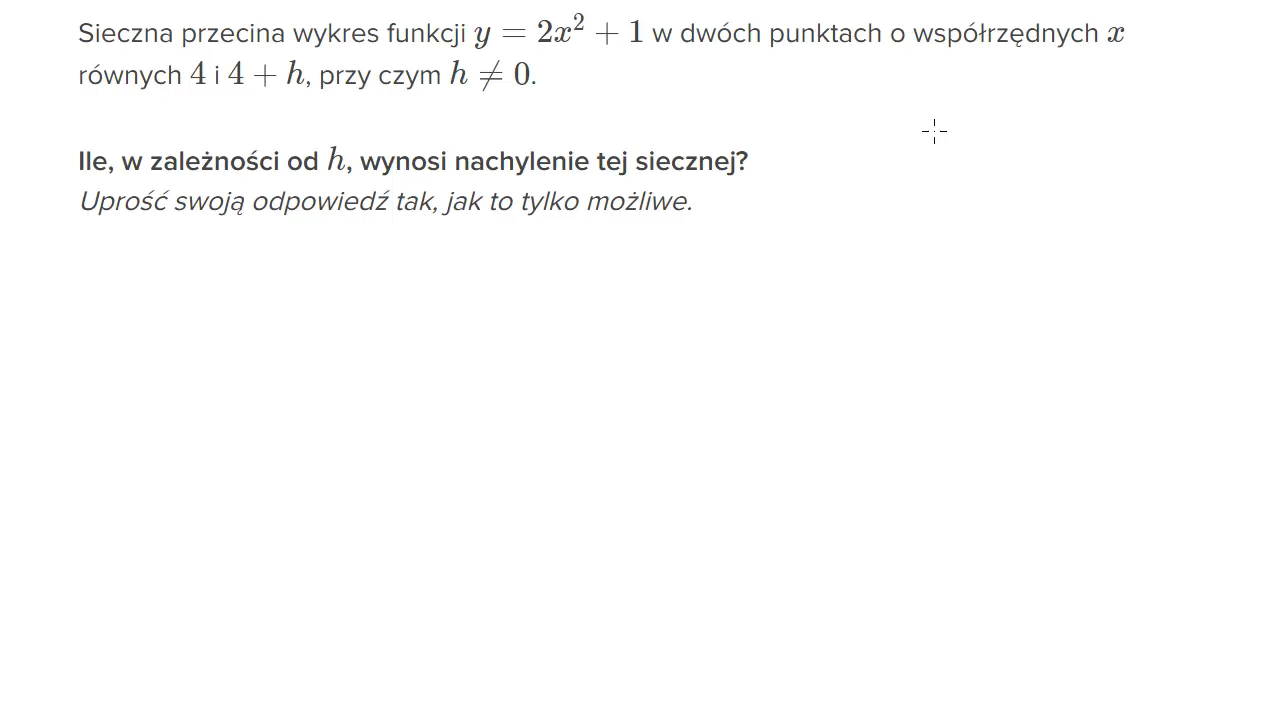 Sieczna przecina wykres funkcji y = 2x² + 1 w dwóch punktach o współrzędnych x
równych 4 i 4 + h, przy czym h ≠ 0.
Ile, w zależności od h, wynosi nachylenie tej siecznej?
Uprość swoją odpowiedź tak, jak to tylko możliwe.